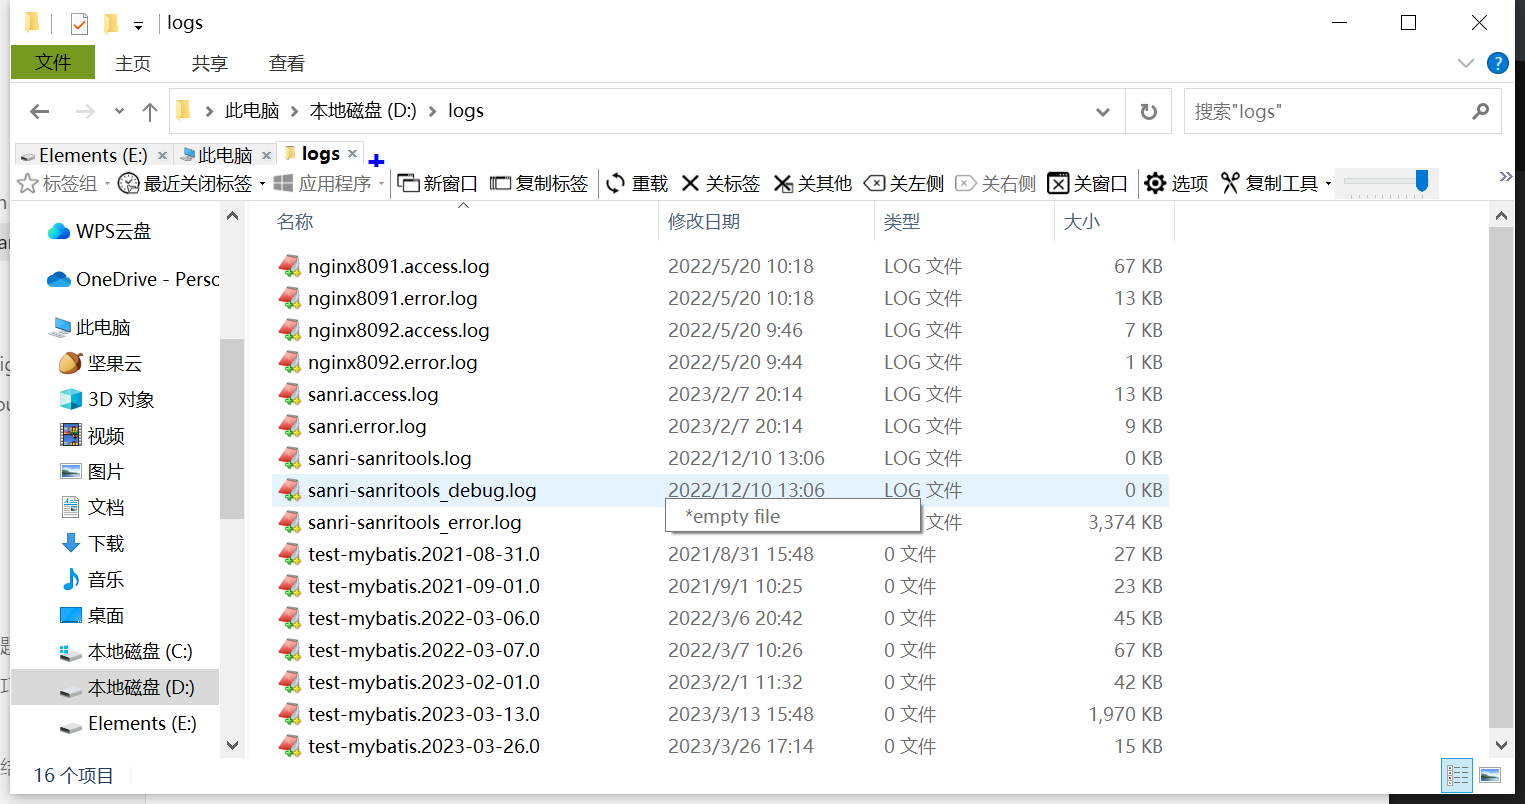 logs
文件 主页 共享 查看
此电脑 本地磁盘 (D:) logs 搜索"logs"
Elements (E:) 此电脑 logs
标签组 最近关闭标签 应用程序 新窗口 复制标签 重载 关标签 关其他 关左侧 关右侧 关窗口 选项 复制工具
WPS云盘
OneDrive - Perso
此电脑
坚果云
3D 对象
视频
图片
文档
下载
音乐
桌面
本地磁盘 (C:)
本地磁盘 (D:)
Elements (E:)
名称 修改日期 类型 大小
nginx8091.access.log 2022/5/20 10:18 LOG 文件 67 KB
nginx8091.error.log 2022/5/20 10:18 LOG 文件 13 KB
nginx8092.access.log 2022/5/20 9:46 LOG 文件 7 KB
nginx8092.error.log 2022/5/20 9:44 LOG 文件 1 KB
sanri.access.log 2023/2/7 20:14 LOG 文件 13 KB
sanri.error.log 2023/2/7 20:14 LOG 文件 9 KB
sanri-sanritools.log 2022/12/10 13:06 LOG 文件 0 KB
sanri-sanritools_debug.log 2022/12/10 13:06 LOG 文件 0 KB
sanri-sanritools_error.log *empty file 文件 3,374 KB
test-mybatis.2021-08-31.0 2021/8/31 15:48 0 文件 27 KB
test-mybatis.2021-09-01.0 2021/9/1 10:25 0 文件 23 KB
test-mybatis.2022-03-06.0 2022/3/6 20:42 0 文件 45 KB
test-mybatis.2022-03-07.0 2022/3/7 10:26 0 文件 67 KB
test-mybatis.2023-02-01.0 2023/2/1 11:32 0 文件 42 KB
test-mybatis.2023-03-13.0 2023/3/13 15:48 0 文件 1,970 KB
test-mybatis.2023-03-26.0 2023/3/26 17:14 0 文件 15 KB
16 个项目